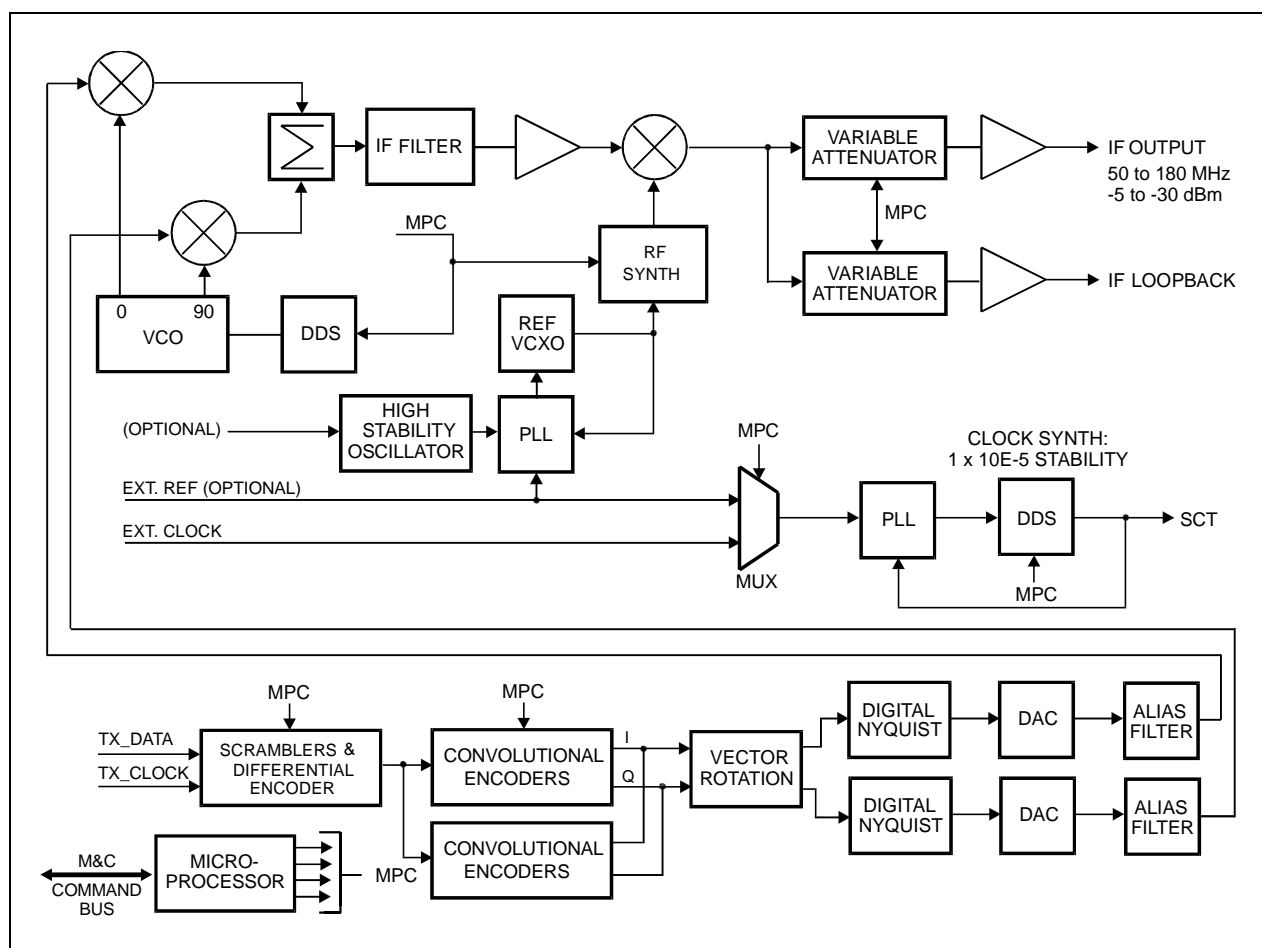 IF FILTER
VARIABLE
ATTENUATOR
IF OUTPUT
50 to 180 MHz
-5 to -30 dBm
MPC
MPC
RF
SYNTH
VARIABLE
ATTENUATOR
IF LOOPBACK
0 90
VCO
DDS
REF
VCXO
(OPTIONAL)
HIGH
STABILITY
OSCILLATOR
PLL
MPC
CLOCK SYNTH:
1 x 10E-5 STABILITY
EXT. REF (OPTIONAL)
EXT. CLOCK
MUX
PLL
DDS
SCT
MPC
MPC
MPC
TX_DATA
TX_CLOCK
SCRAMBLERS &
DIFFERENTIAL
ENCODER
CONVOLUTIONAL
ENCODERS
I
Q
VECTOR
ROTATION
DIGITAL
NYQUIST
DAC
ALIAS
FILTER
DIGITAL
NYQUIST
DAC
ALIAS
FILTER
CONVOLUTIONAL
ENCODERS
M&C
COMMAND
BUS
MICRO-
PROCESSOR
MPC